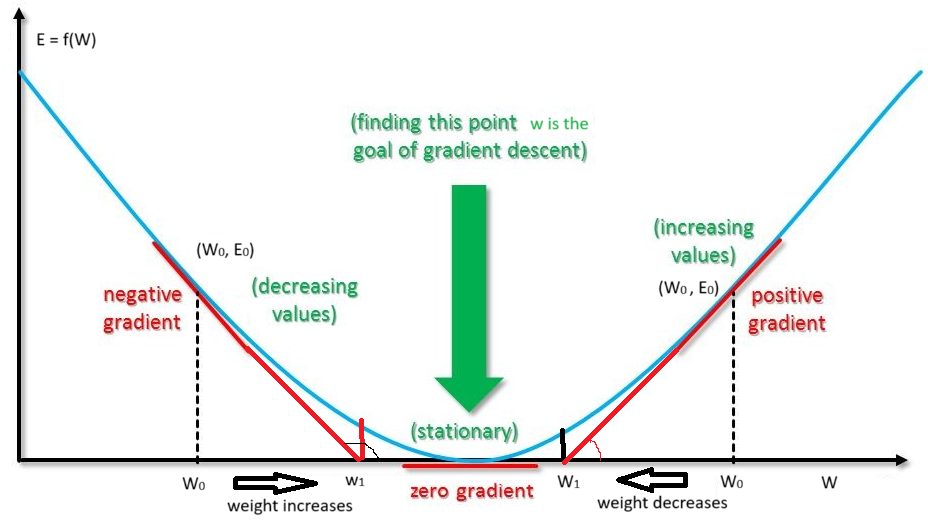 E = f(W)
(finding this point w is the
goal of gradient descent)
(W₀, E₀)
(increasing
values)
negative
gradient
(decreasing
values)
(W₀ , E₀)
positive
gradient
(stationary)
W₀
weight increases
w₁
zero gradient
W₁
weight decreases
W₀
W